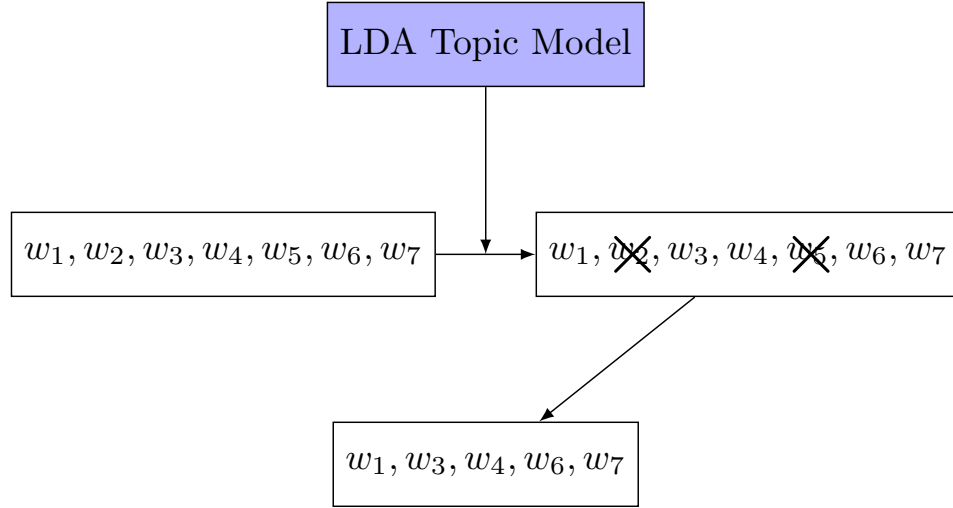 LDA Topic Model
w₁, w₂, w₃, w₄, w₅, w₆, w₇
w₁, w₂, w₃, w₄, w₅, w₆, w₇
w₁, w₃, w₄, w₆, w₇